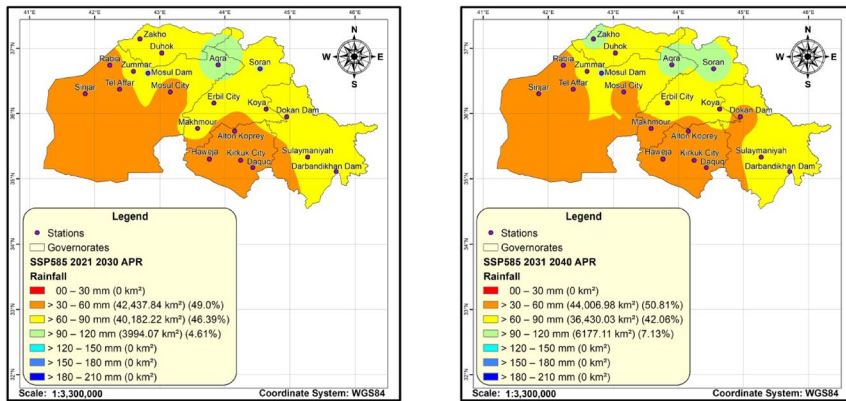 41°E 42°E 43°E 44°E 45°E 46°E
N
W E
S
37°N
36°N
35°N
34°N
33°N
32°N
Zakho
Duhok
Rabia
Zummar
Aqra
Soran
Mosul Dam
Sinjar
Tel Affar
Mosul City
Erbil City
Koya
Dokan Dam
Makhmour
Alton Koprey
Haweja
Kirkuk City
Daquq
Sulaymaniyah
Darbandikhan Dam
Legend
Stations
Governorates
SSP585 2021 2030 APR
Rainfall
00 – 30 mm (0 km²)
> 30 – 60 mm (42,437.84 km²) (49.0%)
> 60 – 90 mm (40,182.22 km²) (46.39%)
> 90 – 120 mm (3994.07 km²) (4.61%)
> 120 – 150 mm (0 km²)
> 150 – 180 mm (0 km²)
> 180 – 210 mm (0 km²)
Scale: 1:3,300,000 Coordinate System: WGS84
41°E 42°E 43°E 44°E 45°E 46°E
N
W E
S
37°N
36°N
35°N
34°N
33°N
32°N
Zakho
Duhok
Rabia
Zummar
Aqra
Soran
Mosul Dam
Sinjar
Tel Affar
Mosul City
Erbil City
Koya
Dokan Dam
Makhmour
Alton Koprey
Haweja
Kirkuk City
Daquq
Sulaymaniyah
Darbandikhan Dam
Legend
Stations
Governorates
SSP585 2031 2040 APR
Rainfall
00 – 30 mm (0 km²)
> 30 – 60 mm (44,006.98 km²) (50.81%)
> 60 – 90 mm (36,430.03 km²) (42.06%)
> 90 – 120 mm (6177.11 km²) (7.13%)
> 120 – 150 mm (0 km²)
> 150 – 180 mm (0 km²)
> 180 – 210 mm (0 km²)
Scale: 1:3,300,000 Coordinate System: WGS84